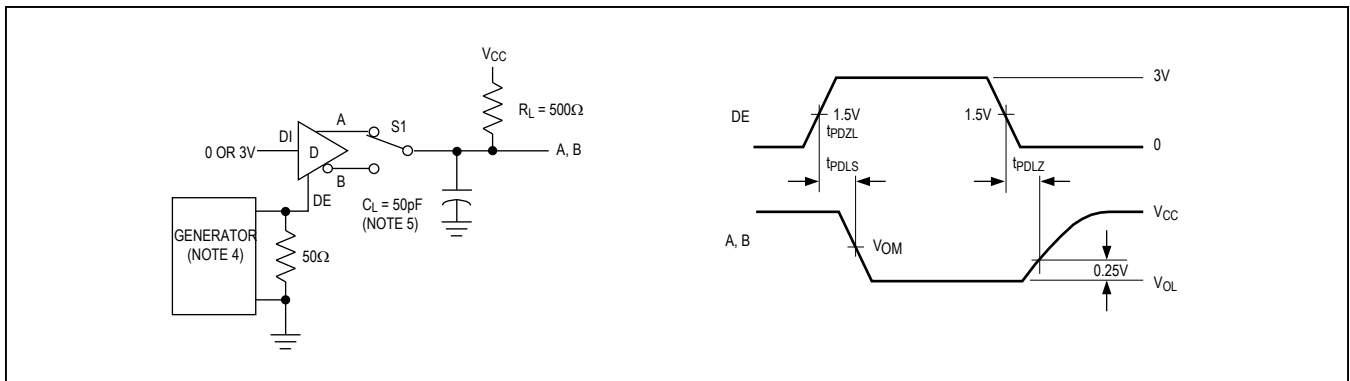 VCC
RL = 500Ω
A
S1
DI
D
0 OR 3V
A, B
B
DE
CL = 50pF
(NOTE 5)
GENERATOR
(NOTE 4)
50Ω
3V
DE
1.5V
1.5V
tPDZL
0
tPDLS
tPDLZ
VCC
A, B
VOM
0.25V
VOL